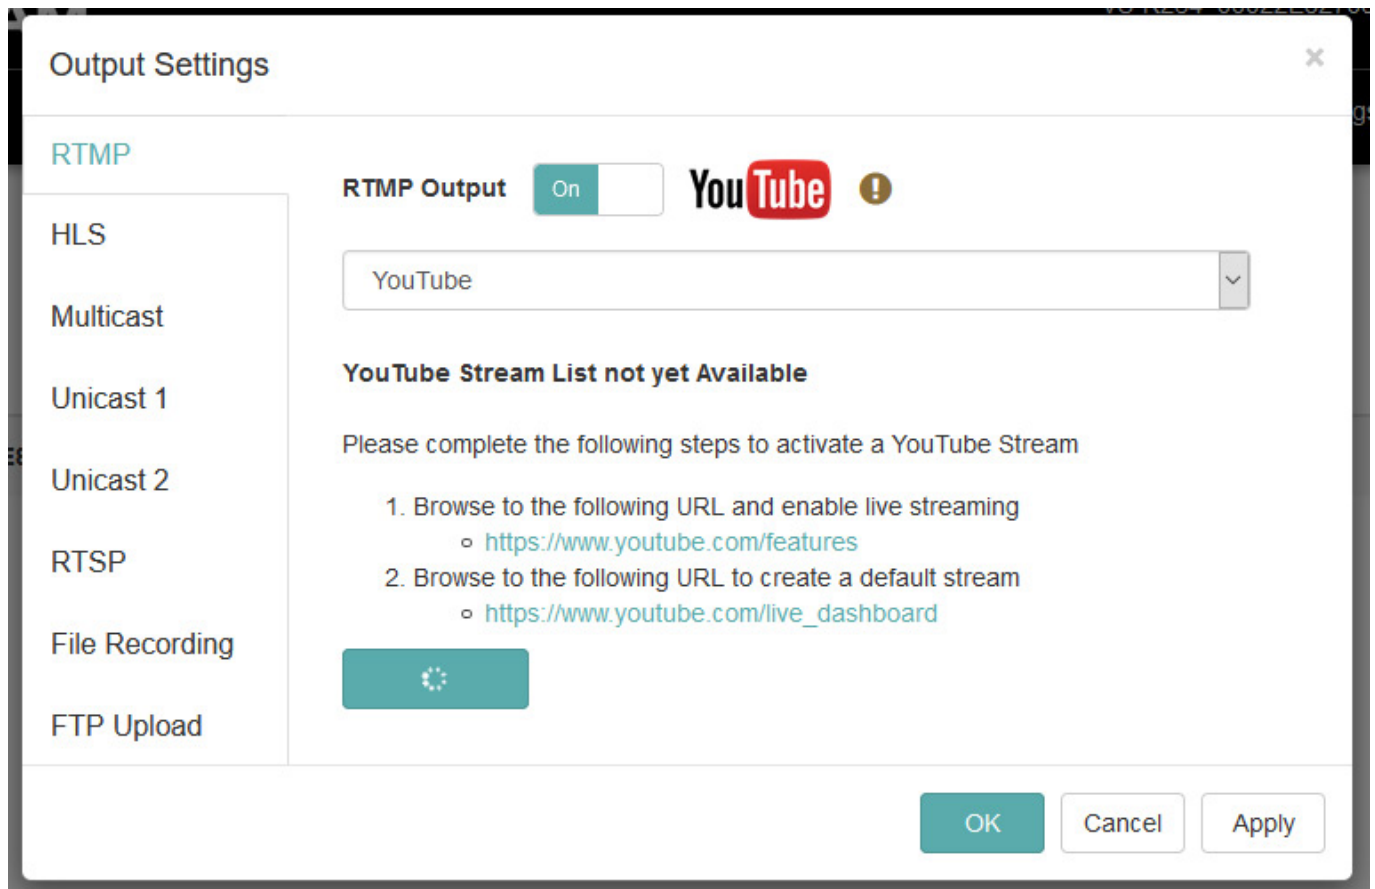 Output Settings
×
RTMP
HLS
Multicast
Unicast 1
Unicast 2
RTSP
File Recording
FTP Upload
RTMP Output On YouTube
YouTube
YouTube Stream List not yet Available
Please complete the following steps to activate a YouTube Stream
1. Browse to the following URL and enable live streaming
https://www.youtube.com/features
2. Browse to the following URL to create a default stream
https://www.youtube.com/live_dashboard
OK Cancel Apply